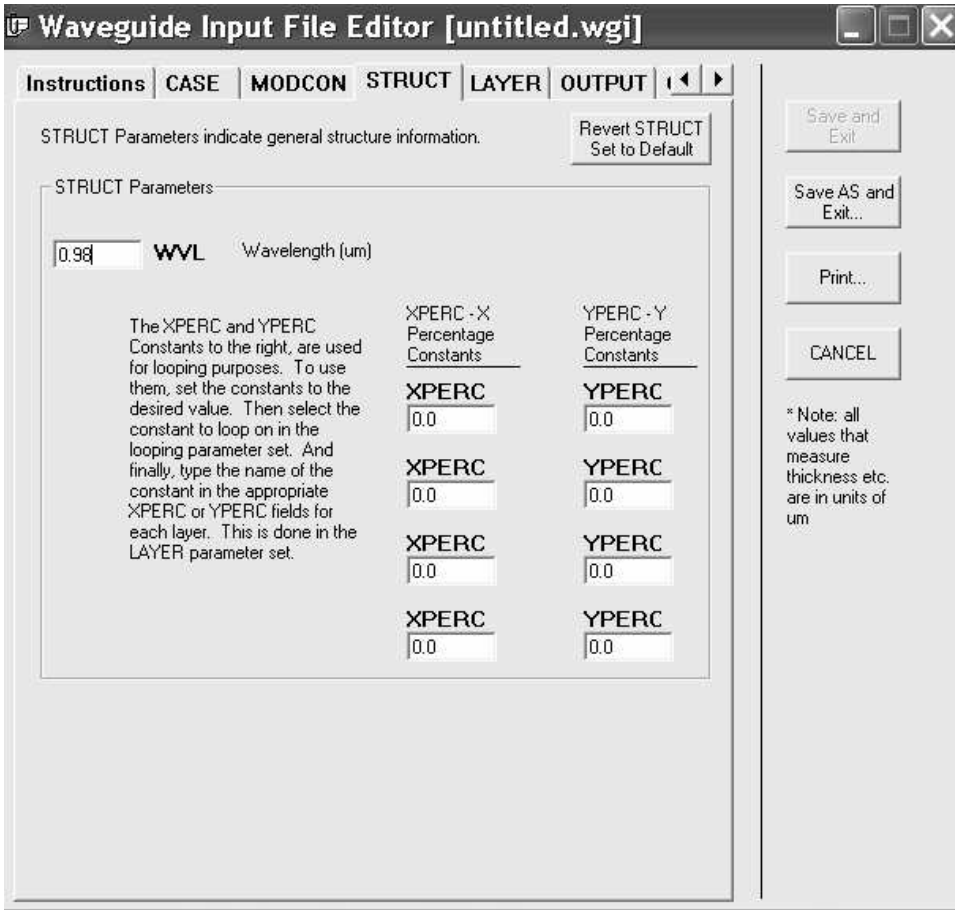 Waveguide Input File Editor [untitled.wgi]
Instructions CASE MODCON STRUCT LAYER OUTPUT
STRUCT Parameters indicate general structure information.
Revert STRUCT
Set to Default
STRUCT Parameters
0.98 WVL Wavelength (um)
The XPERC and YPERC
Constants to the right, are used
for looping purposes. To use
them, set the constants to the
desired value. Then select the
constant to loop on in the
looping parameter set. And
finally, type the name of the
constant in the appropriate
XPERC or YPERC fields for
each layer. This is done in the
LAYER parameter set.
XPERC - X
Percentage
Constants
XPERC
0.0
XPERC
0.0
XPERC
0.0
XPERC
0.0
YPERC - Y
Percentage
Constants
YPERC
0.0
YPERC
0.0
YPERC
0.0
YPERC
0.0
Save and
Exit
Save AS and
Exit...
Print...
CANCEL
* Note: all
values that
measure
thickness etc.
are in units of
um